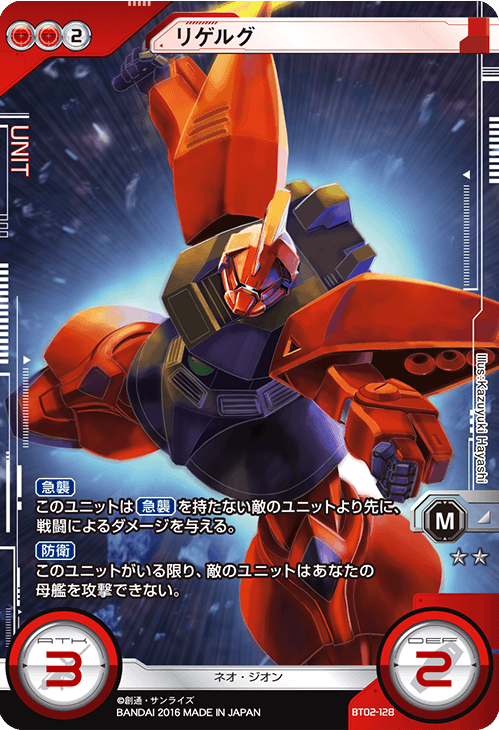 2
リゲルグ
UNIT
Illus:Kazuyuki Hayashi
急襲
このユニットは 急襲 を持たない敵のユニットより先に、
戦闘によるダメージを与える。
M
防衛
このユニットがいる限り、敵のユニットはあなたの
母艦を攻撃できない。
ATK
3
DEF
2
ネオ・ジオン
©創通・サンライズ
BANDAI 2016 MADE IN JAPAN
BT02-128